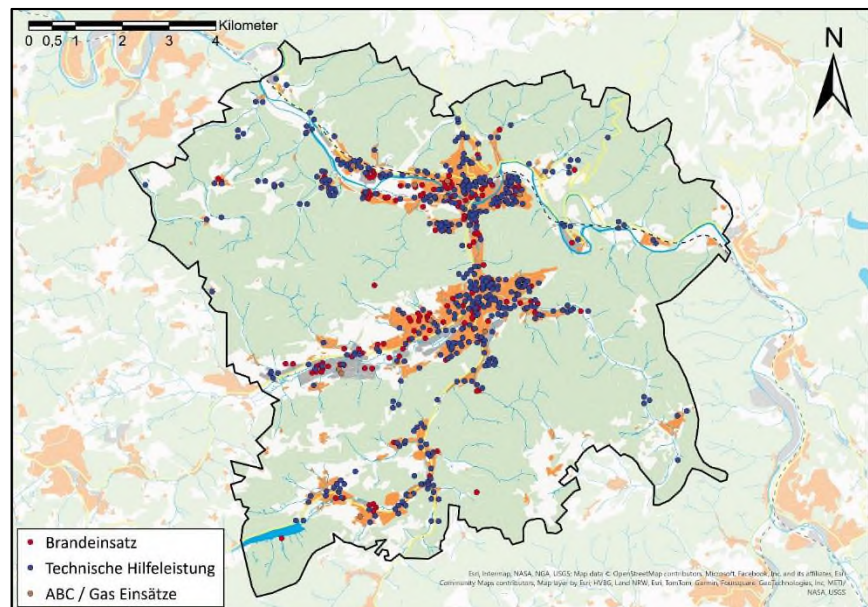 Kilometer
0 0,5 1 2 3 4
N
Brandeinsatz
Technische Hilfeleistung
ABC / Gas Einsätze
Esri, Intermap, NASA, NGA, USGS; Map data © OpenStreetMap contributors, Microsoft, Facebook, Inc. and its affiliates, Esri
Community Maps contributors, Map layer by Esri; HVBG, Land NRW, Esri, TomTom, Garmin, Foursquare, GeoTechnologies, Inc, METI/
NASA, USGS